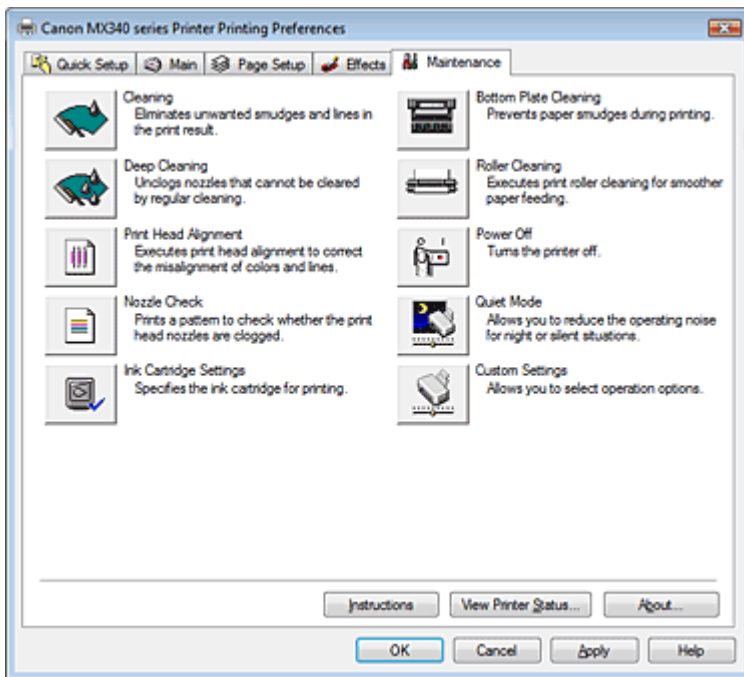 Canon MX340 series Printer Printing Preferences
Quick Setup
Main
Page Setup
Effects
Maintenance
Cleaning
Eliminates unwanted smudges and lines in
the print result.
Deep Cleaning
Unclogs nozzles that cannot be cleared
by regular cleaning.
Print Head Alignment
Executes print head alignment to correct
the misalignment of colors and lines.
Nozzle Check
Prints a pattern to check whether the print
head nozzles are clogged.
Ink Cartridge Settings
Specifies the ink cartridge for printing.
Bottom Plate Cleaning
Prevents paper smudges during printing.
Roller Cleaning
Executes print roller cleaning for smoother
paper feeding.
Power Off
Turns the printer off.
Quiet Mode
Allows you to reduce the operating noise
for night or silent situations.
Custom Settings
Allows you to select operation options.
Instructions
View Printer Status...
About...
OK
Cancel
Apply
Help